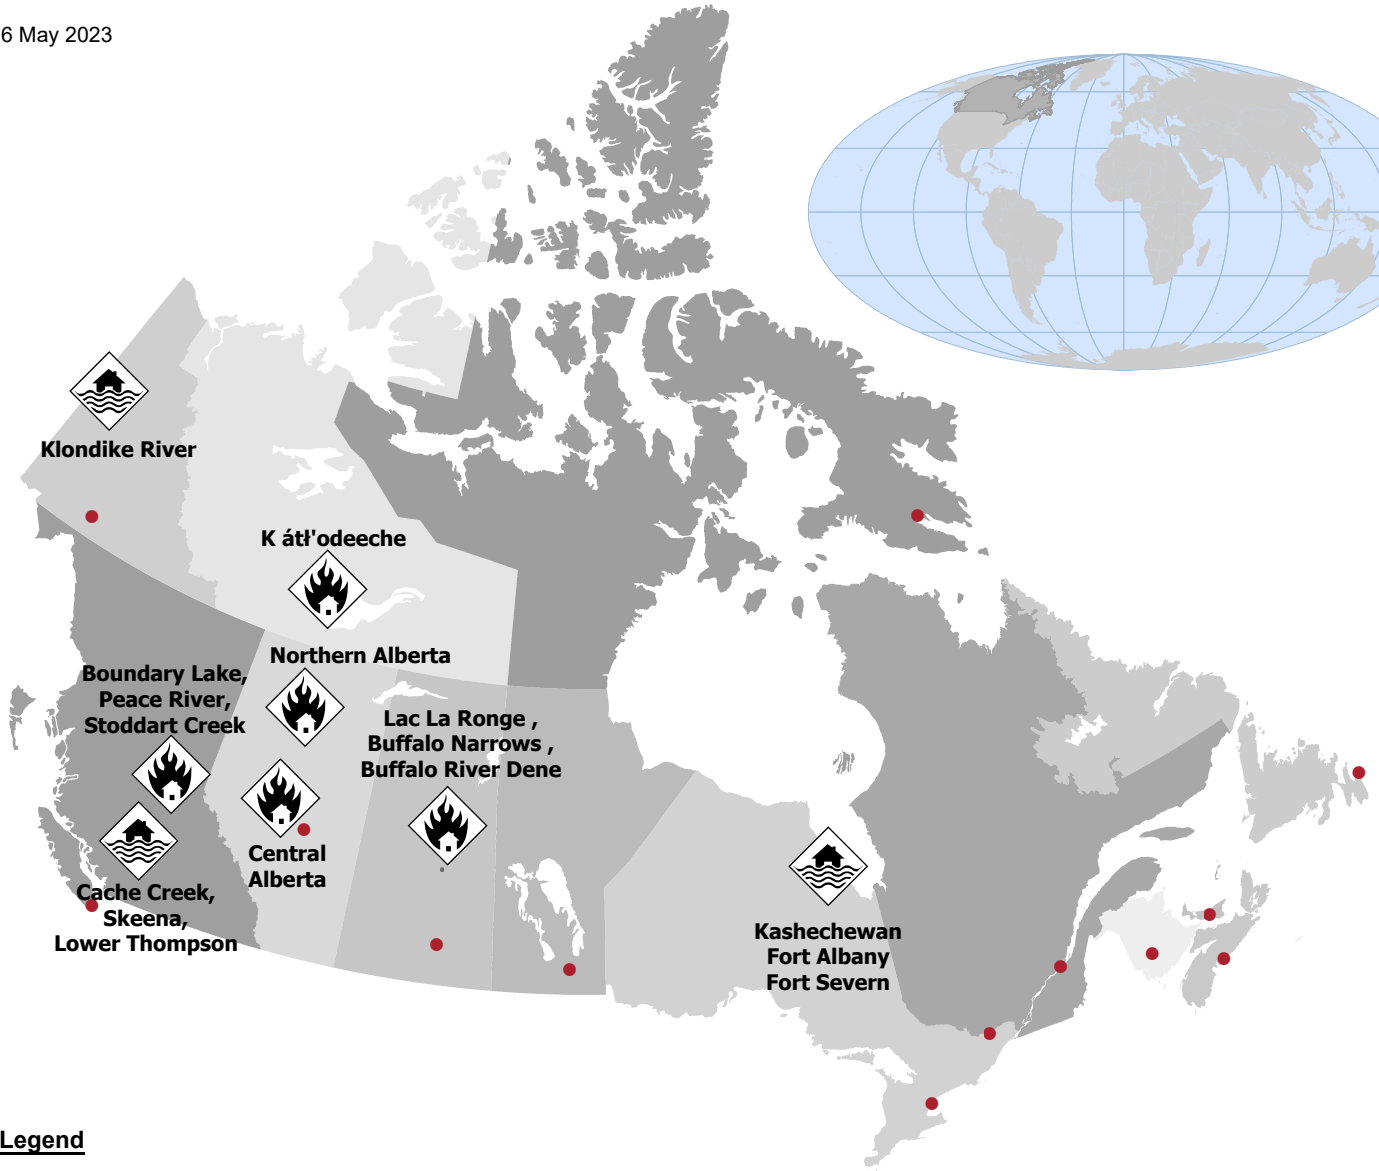 6 May 2023
Klondike River
K átł'odeeche
Northern Alberta
Boundary Lake,
Peace River,
Stoddart Creek
Lac La Ronge ,
Buffalo Narrows ,
Buffalo River Dene
Central
Alberta
Cache Creek,
Skeena,
Lower Thompson
Kashechewan
Fort Albany
Fort Severn
Legend